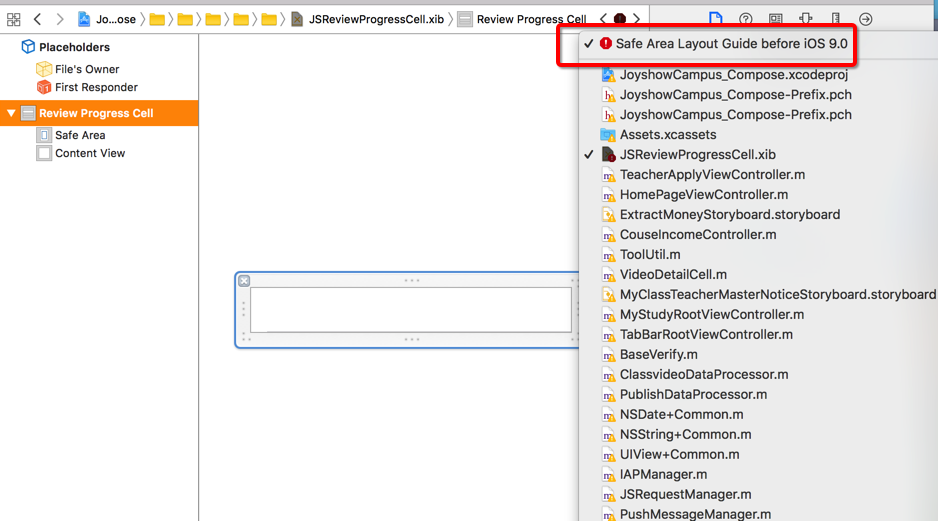 Jo...ose
JSReviewProgressCell.xib
Review Progress Cell
Placeholders
File's Owner
First Responder
Review Progress Cell
Safe Area
Content View
Safe Area Layout Guide before iOS 9.0
JoyshowCampus_Compose.xcodeproj
JoyshowCampus_Compose-Prefix.pch
JoyshowCampus_Compose-Prefix.pch
Assets.xcassets
JSReviewProgressCell.xib
TeacherApplyViewController.m
HomePageViewController.m
ExtractMoneyStoryboard.storyboard
CouseIncomeController.m
ToolUtil.m
VideoDetailCell.m
MyClassTeacherMasterNoticeStoryboard.storyboard
MyStudyRootViewController.m
TabBarRootViewController.m
BaseVerify.m
ClassvideoDataProcessor.m
PublishDataProcessor.m
NSDate+Common.m
NSString+Common.m
UIView+Common.m
IAPManager.m
JSRequestManager.m
PushMessageManager.m